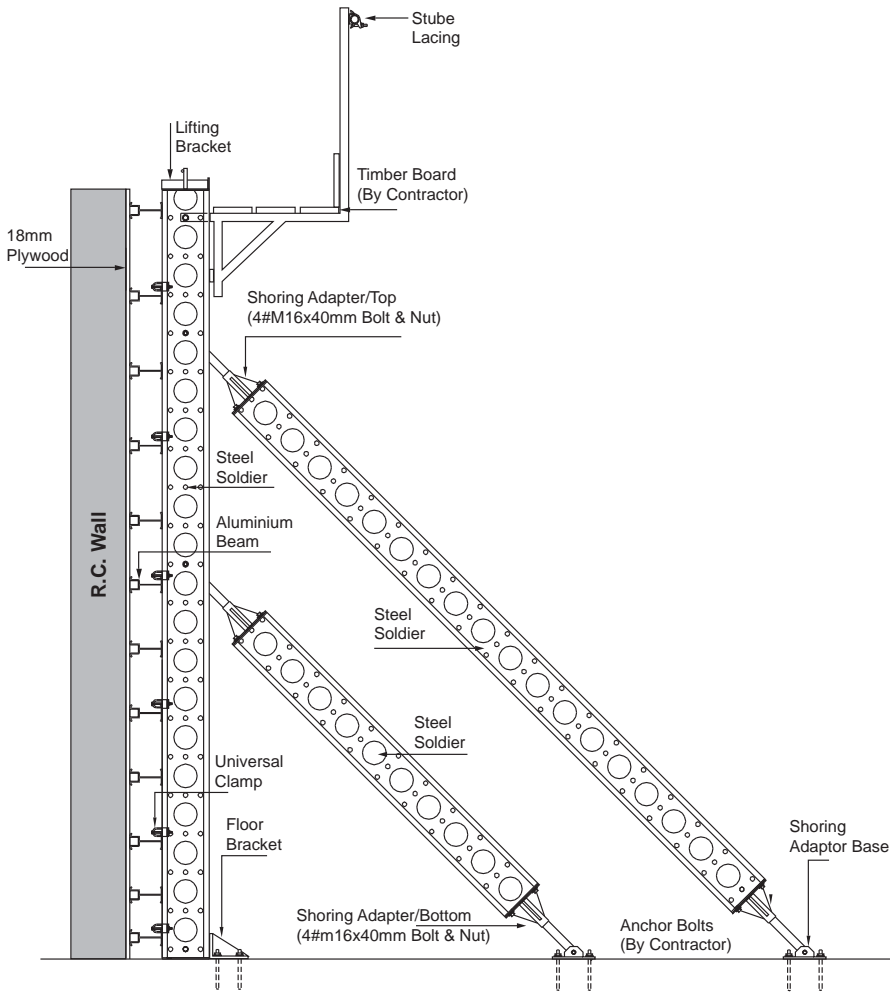 Stube
Lacing
Lifting
Bracket
Timber Board
(By Contractor)
18mm
Plywood
Shoring Adapter/Top
(4#M16x40mm Bolt & Nut)
Steel
Soldier
Aluminium
Beam
R.C. Wall
Steel
Soldier
Steel
Soldier
Universal
Clamp
Floor
Bracket
Shoring
Adaptor Base
Shoring Adapter/Bottom
(4#m16x40mm Bolt & Nut)
Anchor Bolts
(By Contractor)